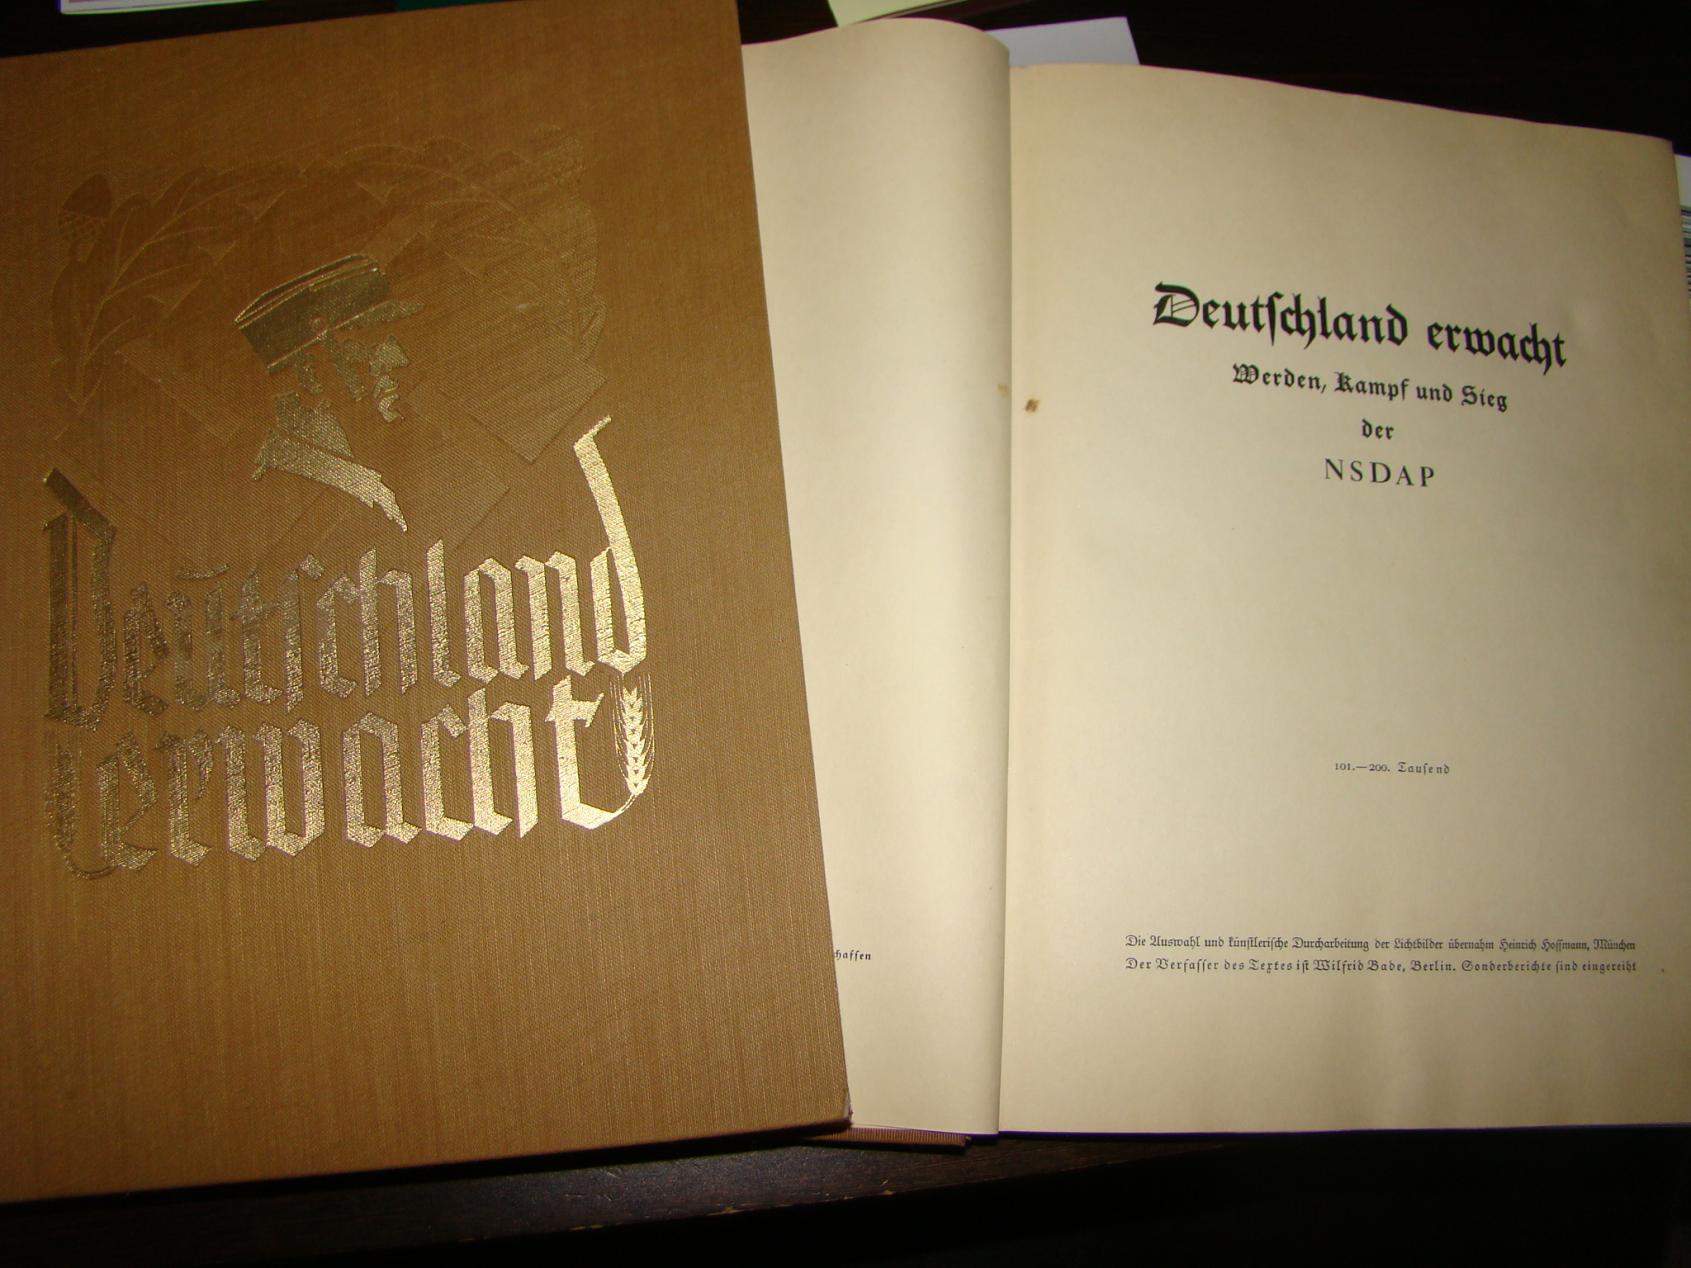 Deutschland
erwacht
chaffen
Deutſchland erwacht
Werden, Kampf und Sieg
der
NSDAP
101.—200. Tauſend
Die Auswahl und künſtleriſche Durcharbeitung der Lichtbilder übernahm Heinrich Hoffmann, München
Der Verfaſſer des Textes iſt Wilfrid Bade, Berlin. Sonderberichte ſind eingereiht